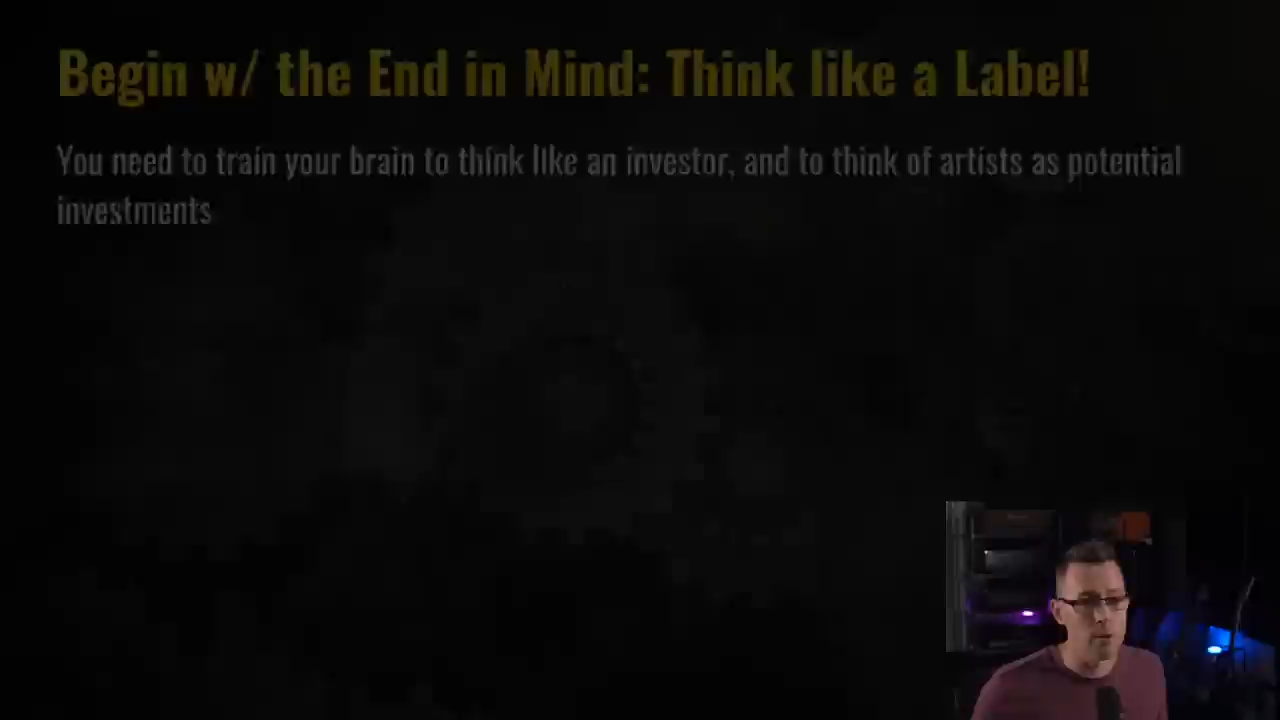 Begin w/ the End in Mind: Think like a Label!
You need to train your brain to think like an investor, and to think of artists as potential
investments